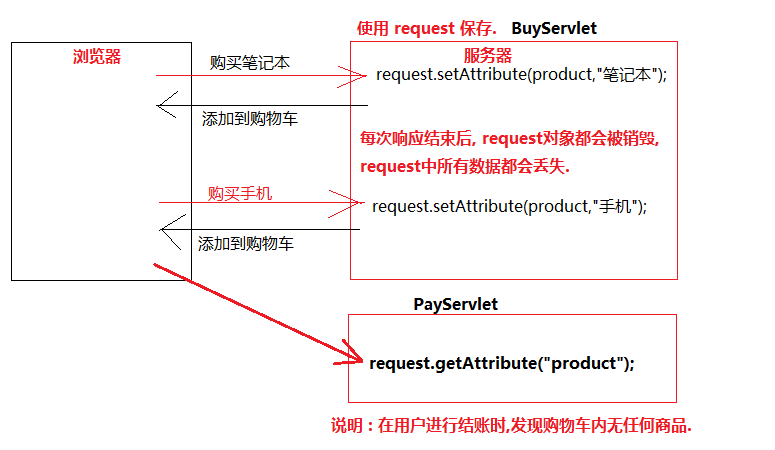 使用 request 保存. BuyServlet
浏览器
服务器
购买笔记本
request.setAttribute(product,"笔记本");
添加到购物车
每次响应结束后, request对象都会被销毁,
request中所有数据都会丢失.
购买手机
request.setAttribute(product,"手机");
添加到购物车
PayServlet
request.getAttribute("product");
说明：在用户进行结账时,发现购物车内无任何商品.